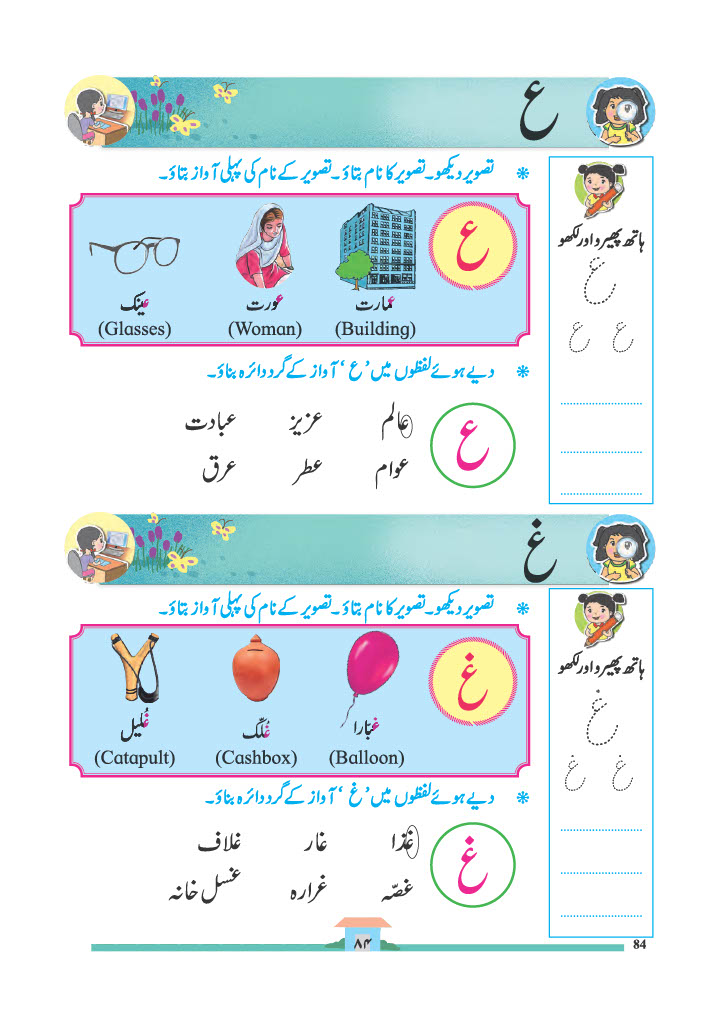 ع
٭ تصویر دیکھو۔ تصویر کا نام بتاؤ۔ تصویر کے نام کی پہلی آواز بتاؤ۔
ع
عمارت عورت عینک
(Building) (Woman) (Glasses)
٭ دیے ہوئے لفظوں میں ’ع‘ آواز کے گرد دائرہ بناؤ۔
ع
عالم عزیز عبادت
عوام عطر عرق
ہاتھ پھیرو اور لکھو
ع
ع ع
غ
٭ تصویر دیکھو۔ تصویر کا نام بتاؤ۔ تصویر کے نام کی پہلی آواز بتاؤ۔
غ
غبّارا غُلّک غُلیل
(Balloon) (Cashbox) (Catapult)
٭ دیے ہوئے لفظوں میں ’غ‘ آواز کے گرد دائرہ بناؤ۔
غ
غذا غار غلاف
غصّہ غرارہ غسل خانہ
ہاتھ پھیرو اور لکھو
غ
غ غ
۸۴
84